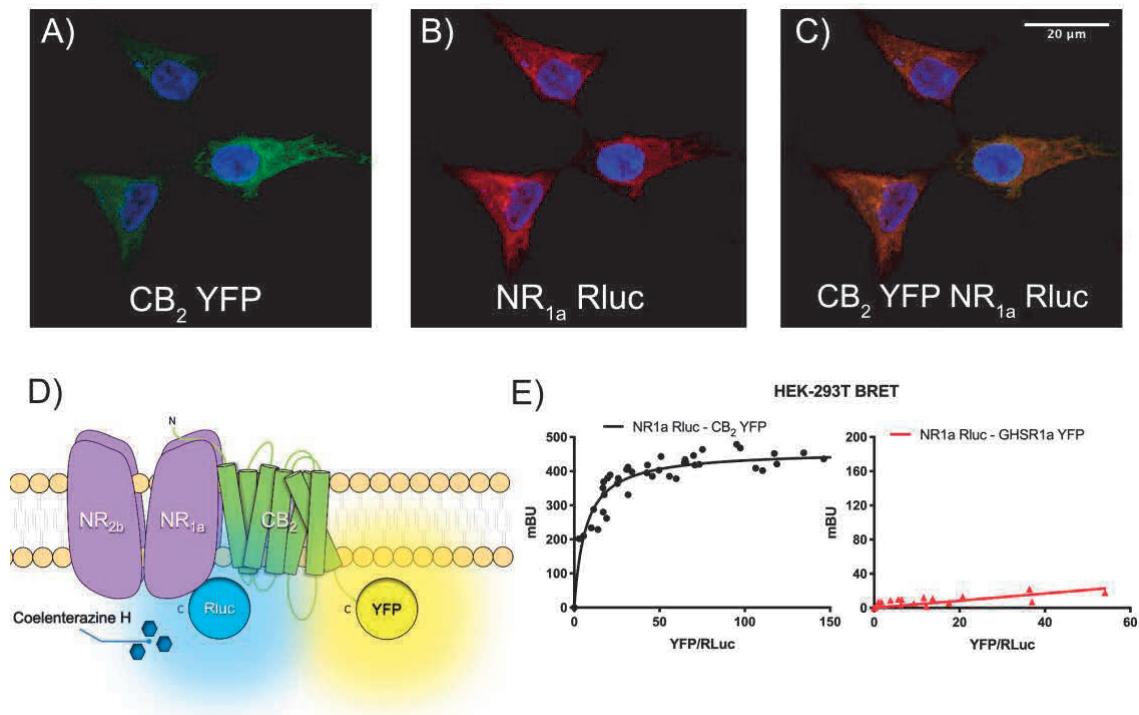 A)
CB₂ YFP
B)
NR₁ₐ Rluc
C)
20 µm
CB₂ YFP NR₁ₐ Rluc
D)
N
NR₂b
NR₁ₐ
CB₂
C
Rluc
C
YFP
Coelenterazine H
E)
HEK-293T BRET
NR1a Rluc - CB₂ YFP
500
400
300
200
100
0
mBU
0
50
100
150
YFP/RLuc
NR1a Rluc - GHSR1a YFP
200
160
120
80
40
0
mBU
0
20
40
60
YFP/RLuc